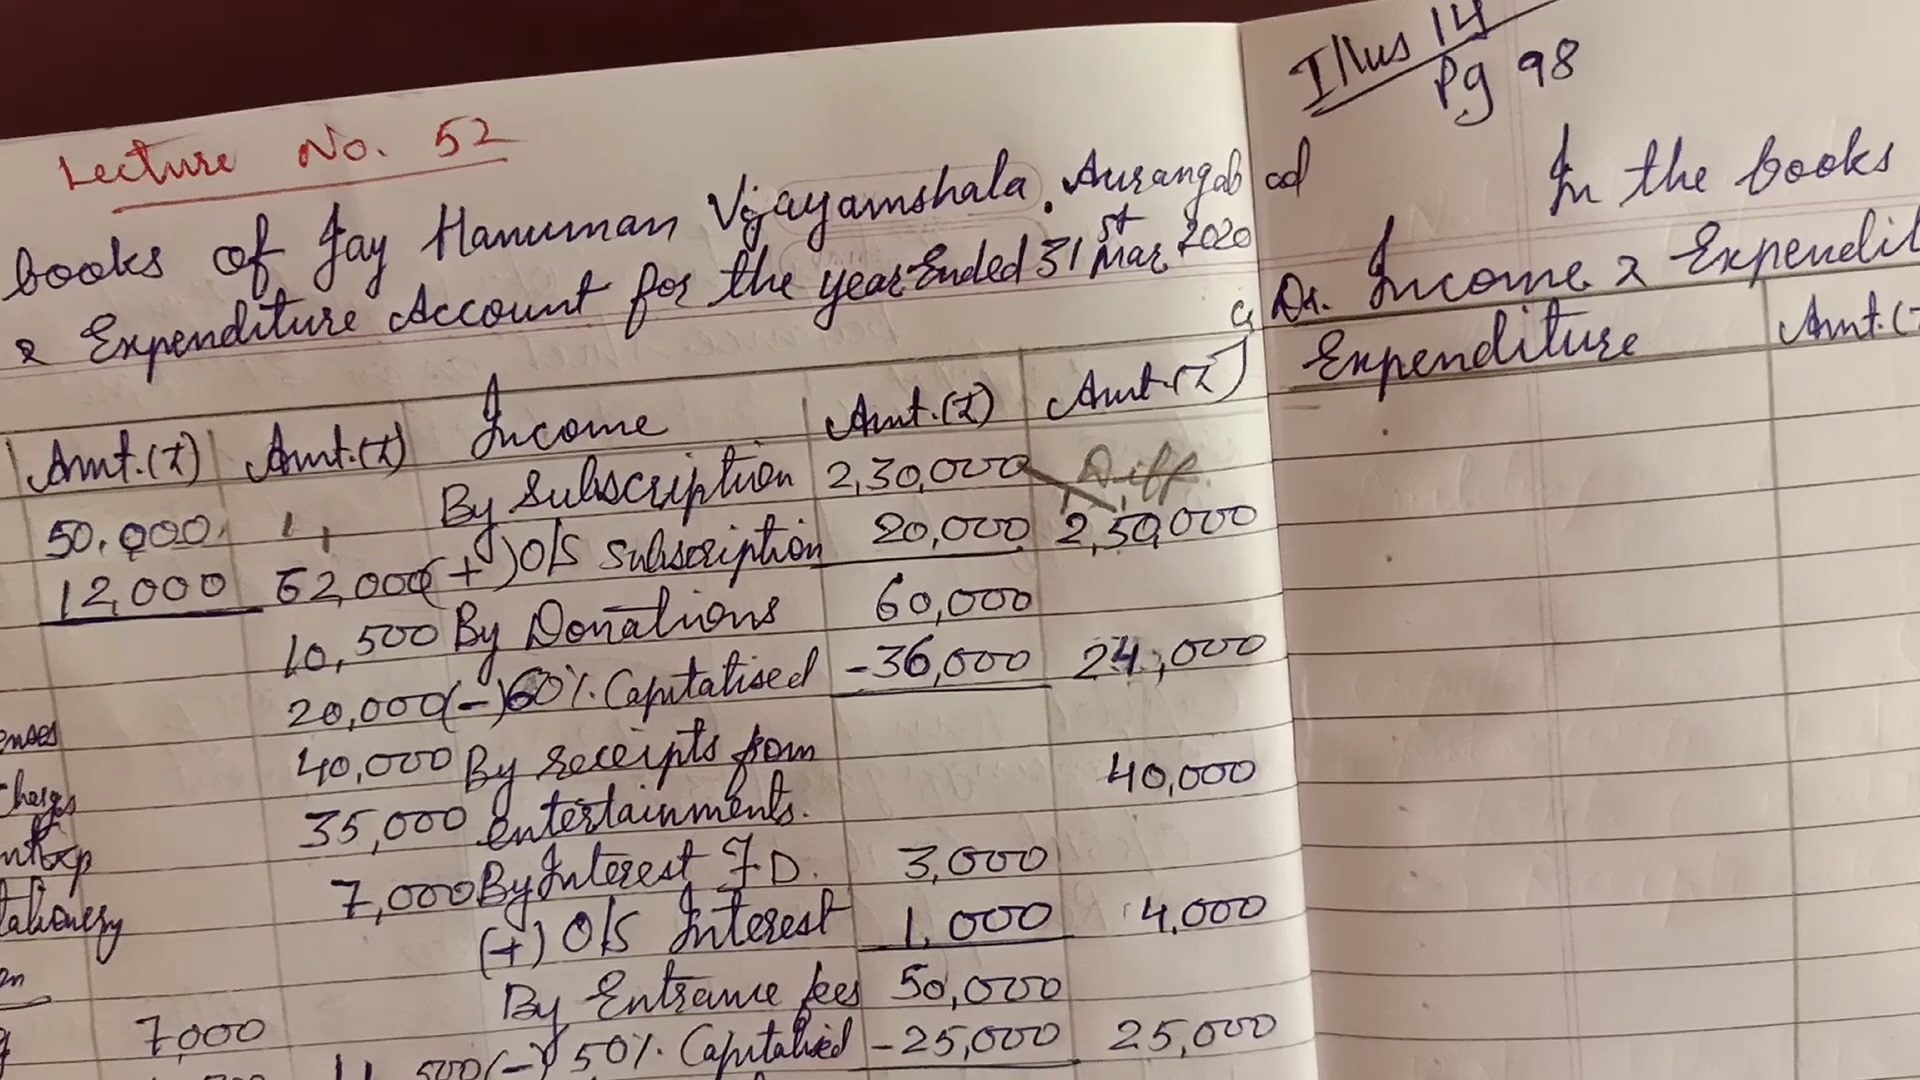 Lecture No. 52
books of Jay Hanuman Vyayamshala. Aurangabad
& Expenditure Account for the year Ended 31st Mar 2020
Cr
Amt.(₹) Amt.(₹) Income Amt.(₹) Amt.(₹)
By Subscription 2,30,000 Diff.
50,000 (+) O/S Subscription 20,000 2,50,000
12,000 62,000
By Donations 60,000
10,500 (-) 60%. Capitalised -36,000 24,000
20,000
40,000 By receipts from
35,000 entertainments. 40,000
7,000 By Interest F D. 3,000
(+) O/S Interest 1,000 4,000
By Entrance fees 50,000
7,000
500 (-) 50%. Capitalised -25,000 25,000
enses
Charges
Illus 14
Pg 98
In the books
Dr. Income & Expendit
Expenditure Amt.(